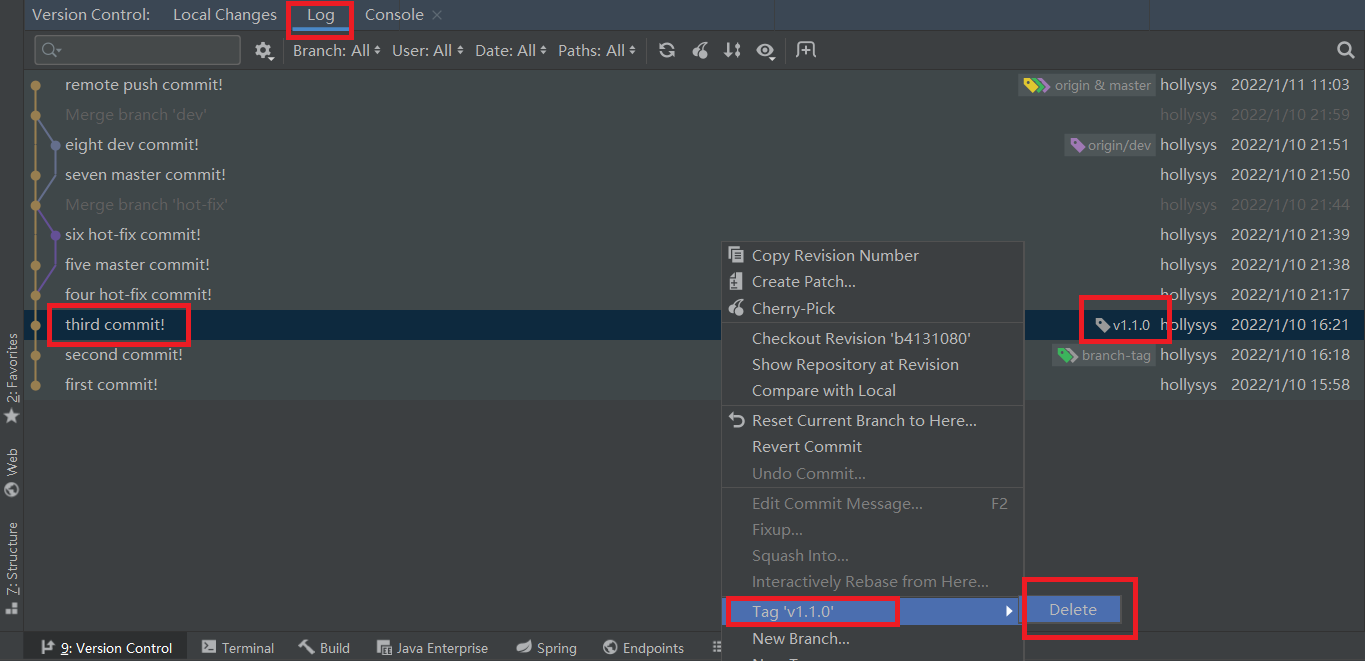 Version Control: Local Changes Log Console
Branch: All User: All Date: All Paths: All
remote push commit! origin & master hollysys 2022/1/11 11:03
Merge branch 'dev' hollysys 2022/1/10 21:59
eight dev commit! origin/dev hollysys 2022/1/10 21:51
seven master commit! hollysys 2022/1/10 21:50
Merge branch 'hot-fix' hollysys 2022/1/10 21:44
six hot-fix commit! hollysys 2022/1/10 21:39
five master commit! hollysys 2022/1/10 21:38
four hot-fix commit! hollysys 2022/1/10 21:17
third commit! v1.1.0 hollysys 2022/1/10 16:21
second commit! branch-tag hollysys 2022/1/10 16:18
first commit! hollysys 2022/1/10 15:58
Copy Revision Number
Create Patch...
Cherry-Pick
Checkout Revision 'b4131080'
Show Repository at Revision
Compare with Local
Reset Current Branch to Here...
Revert Commit
Undo Commit...
Edit Commit Message... F2
Fixup...
Squash Into...
Interactively Rebase from Here...
Tag 'v1.1.0'
Delete
New Branch...
2: Favorites
Web
7: Structure
9: Version Control Terminal Build Java Enterprise Spring Endpoints